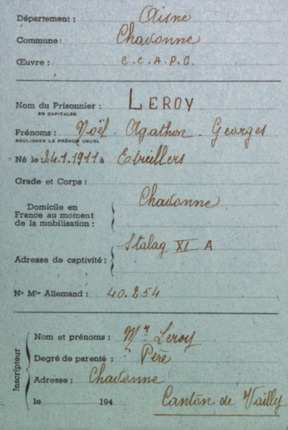 Département : Aisne
Commune : Chavonne
Œuvre : C.C.A.P.G.
Nom du Prisonnier : LEROY
EN CAPITALES
Prénoms : Noël Agathon Georges
SOULIGNER LE PRÉNOM USUEL
Né le 24.1.1911 à Etreillers
Grade et Corps :
Domicile en France au moment de la mobilisation : Chavonne
Adresse de captivité : Stalag XI A
No Mle Allemand : 40.254
Inscripteur
Nom et prénoms : Mr Leroy
Degré de parenté : Père
Adresse : Chavonne
le 194 Canton de Vailly